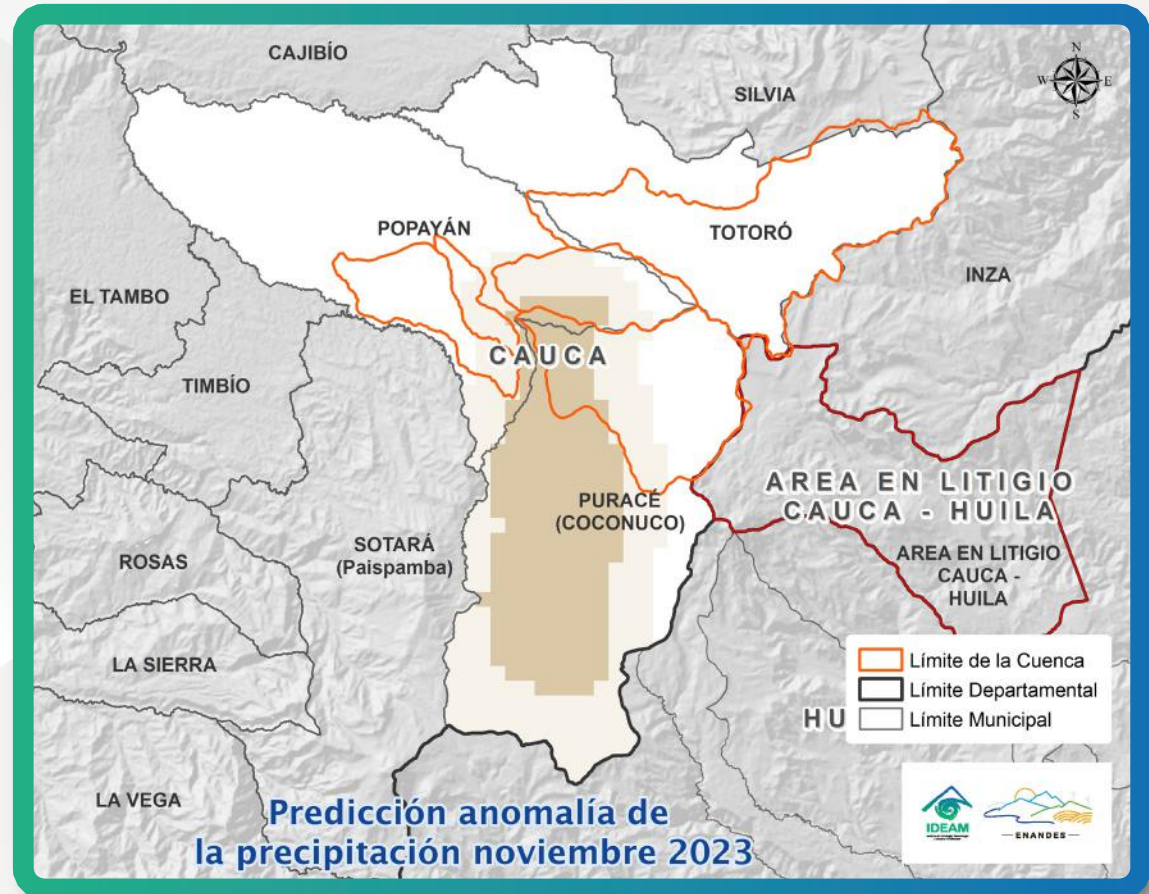 CAJIBÍO
N
W E
S
SILVIA
POPAYÁN
TOTORÓ
EL TAMBO
INZA
CAUCA
TIMBÍO
AREA EN LITIGIO
CAUCA - HUILA
PURACÉ
(COCONUCO)
SOTARÁ
(Paispamba)
ROSAS
AREA EN LITIGIO
CAUCA -
HUILA
LA SIERRA
Límite de la Cuenca
Límite Departamental
HU
Límite Municipal
LA VEGA
Predicción anomalía de
la precipitación noviembre 2023
IDEAM
ENANDES